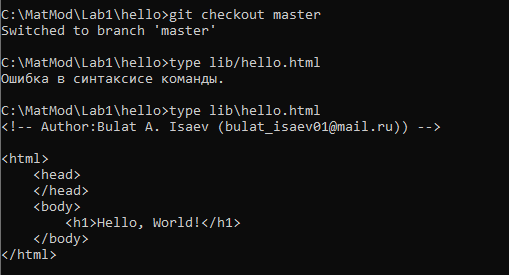 C:\MatMod\Lab1\hello>git checkout master
Switched to branch 'master'
C:\MatMod\Lab1\hello>type lib/hello.html
Ошибка в синтаксисе команды.
C:\MatMod\Lab1\hello>type lib\hello.html
<!-- Author:Bulat A. Isaev (bulat_isaev01@mail.ru)) -->
<html>
    <head>
    </head>
    <body>
        <h1>Hello, World!</h1>
    </body>
</html>